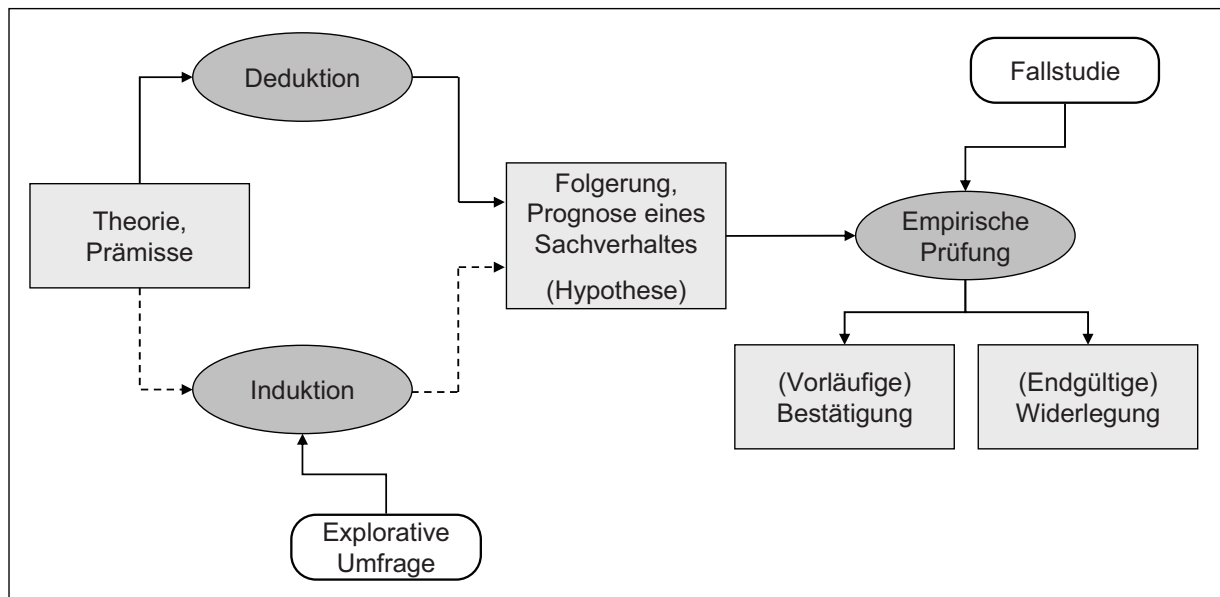 Deduktion
Fallstudie
Theorie,
Prämisse
Folgerung,
Prognose eines
Sachverhaltes
(Hypothese)
Empirische
Prüfung
Induktion
(Vorläufige)
Bestätigung
(Endgültige)
Widerlegung
Explorative
Umfrage